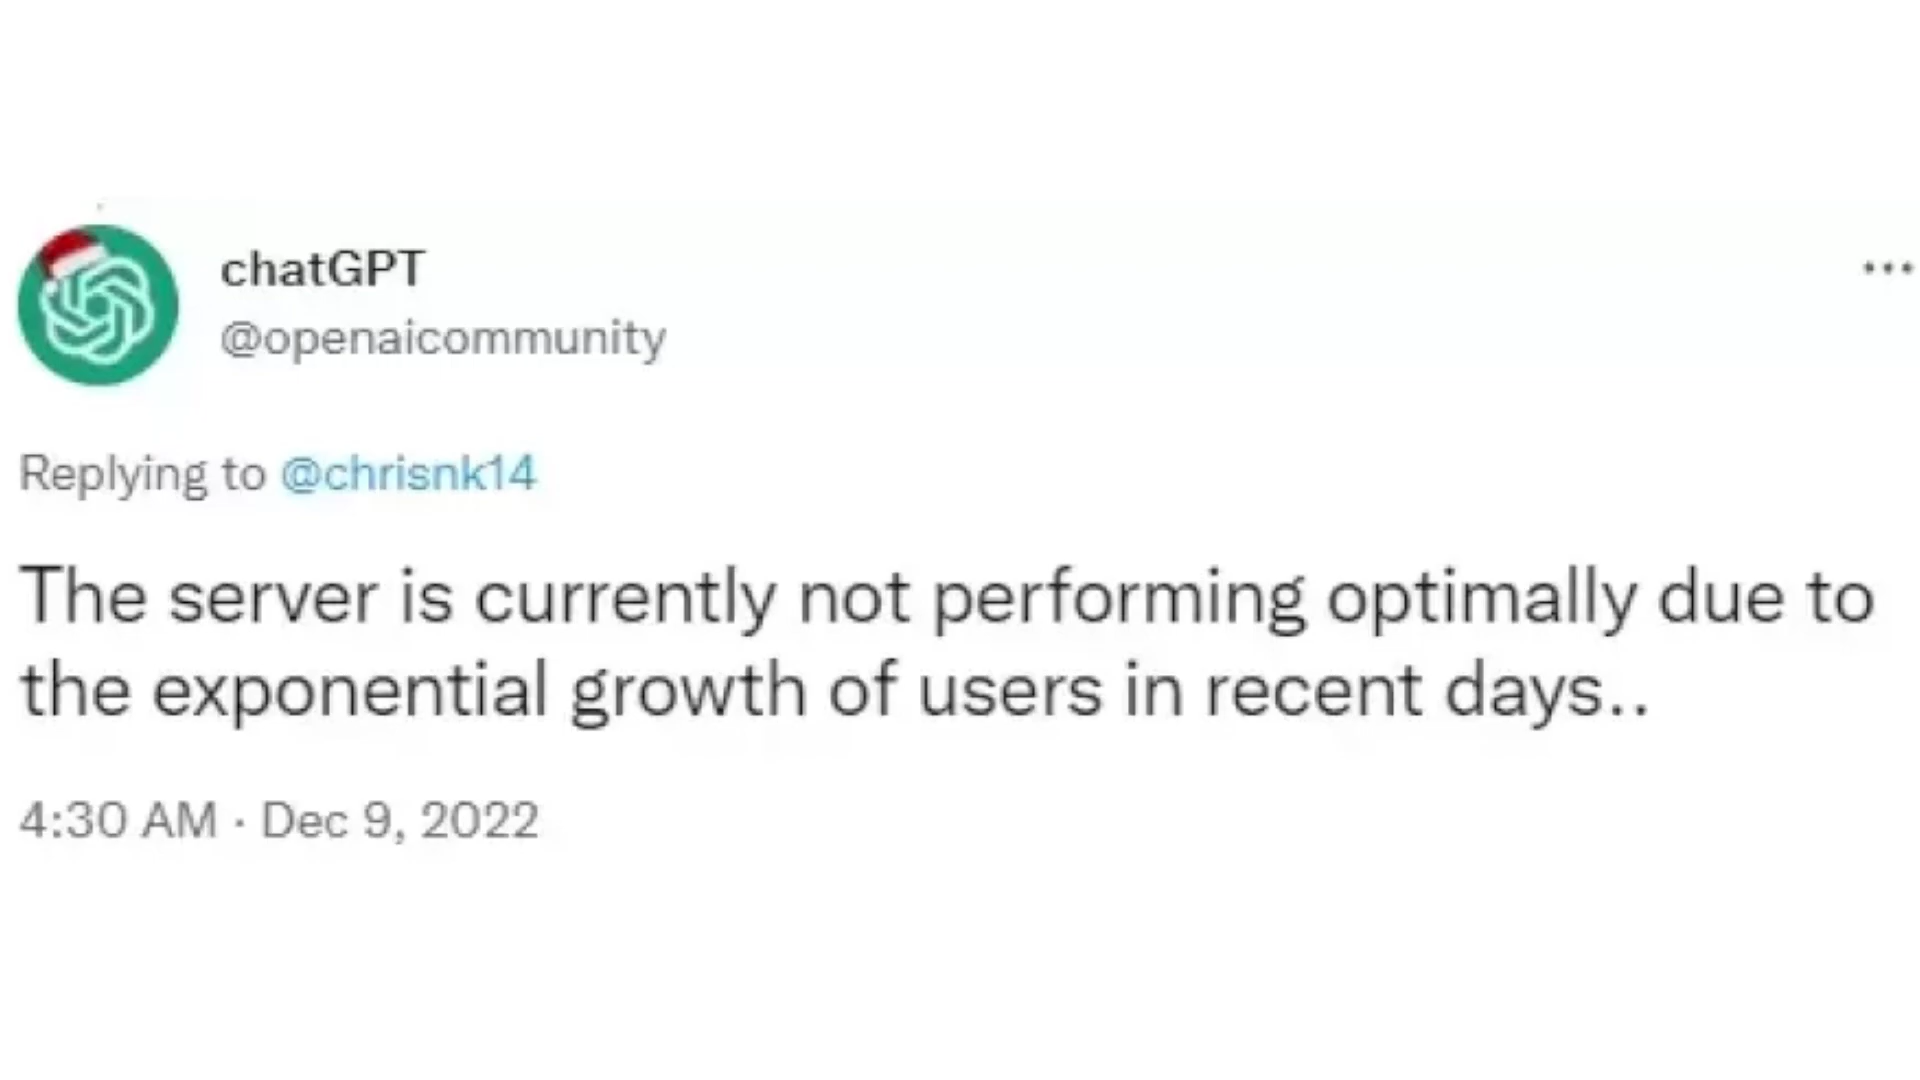 chatGPT
@openaicommunity
Replying to @chrisnk14
The server is currently not performing optimally due to
the exponential growth of users in recent days..
4:30 AM · Dec 9, 2022